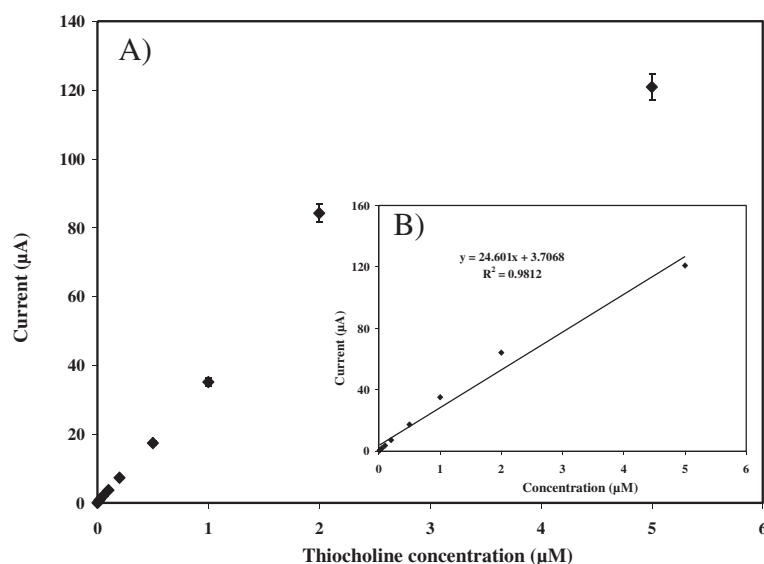 A)
140
120
100
80
60
40
20
0
Current (µA)
0 1 2 3 4 5 6
Thiocholine concentration (µM)
B)
y = 24.601x + 3.7068
R² = 0.9812
160
120
80
40
0
Current (µA)
0 1 2 3 4 5 6
Concentration (µM)